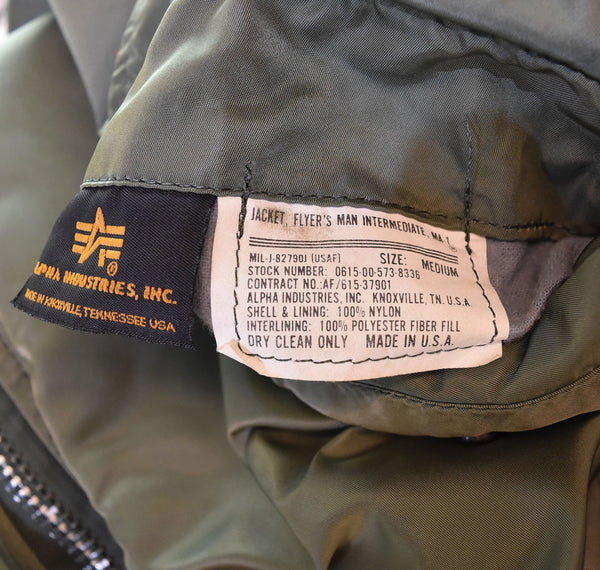 ALPHA INDUSTRIES, INC.
MADE IN KNOXVILLE, TENNESSEE USA
JACKET, FLYER'S MAN INTERMEDIATE, MA-1
MIL-J-8279OJ (USAF) SIZE: MEDIUM
STOCK NUMBER: 0615-00-573-8336
CONTRACT NO.:AF/615-37901
ALPHA INDUSTRIES, INC. KNOXVILLE, TN. U.S.A.
SHELL & LINING: 100% NYLON
INTERLINING: 100% POLYESTER FIBER FILL
DRY CLEAN ONLY MADE IN U.S.A.